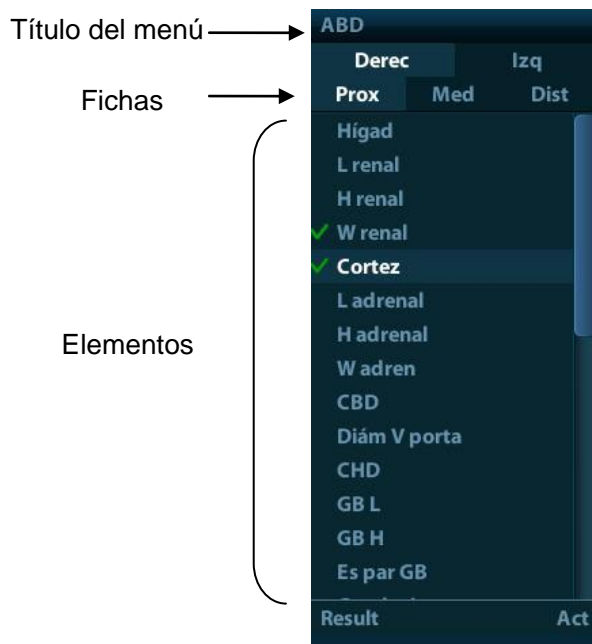 Título del menú
ABD
Derec Izq
Fichas
Prox Med Dist
Hígad
L renal
H renal
W renal
Cortez
L adrenal
H adrenal
Elementos
W adren
CBD
Diám V porta
CHD
GB L
GB H
Es par GB
Result Act